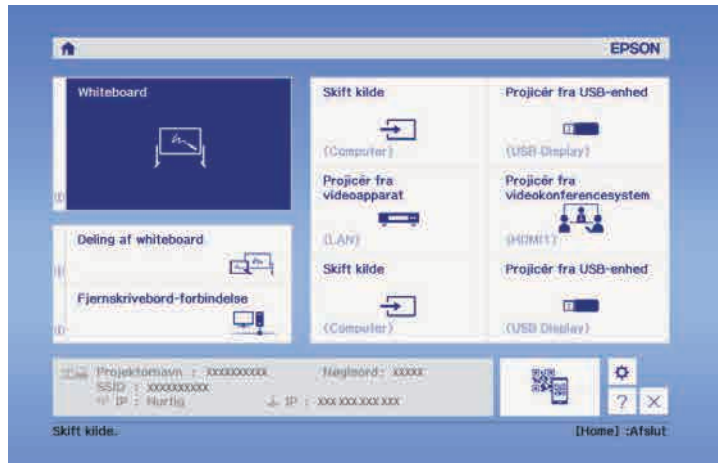 EPSON
Whiteboard
Deling af whiteboard
Fjernskrivebord-forbindelse
Skift kilde
(Computer)
Projicér fra USB-enhed
(USB Display)
Projicér fra
videoapparat
(LAN)
Projicér fra
videokonferencesystem
(HDMI1)
Skift kilde
(Computer)
Projicér fra USB-enhed
(USB Display)
Projektornavn : XXXXXXXXXX
Nøgleord : XXXXX
SSID : XXXXXXXXXX
IP : Hurtig
IP : XXX XXX XXX XXX
Skift kilde.
[Home] :Afslut